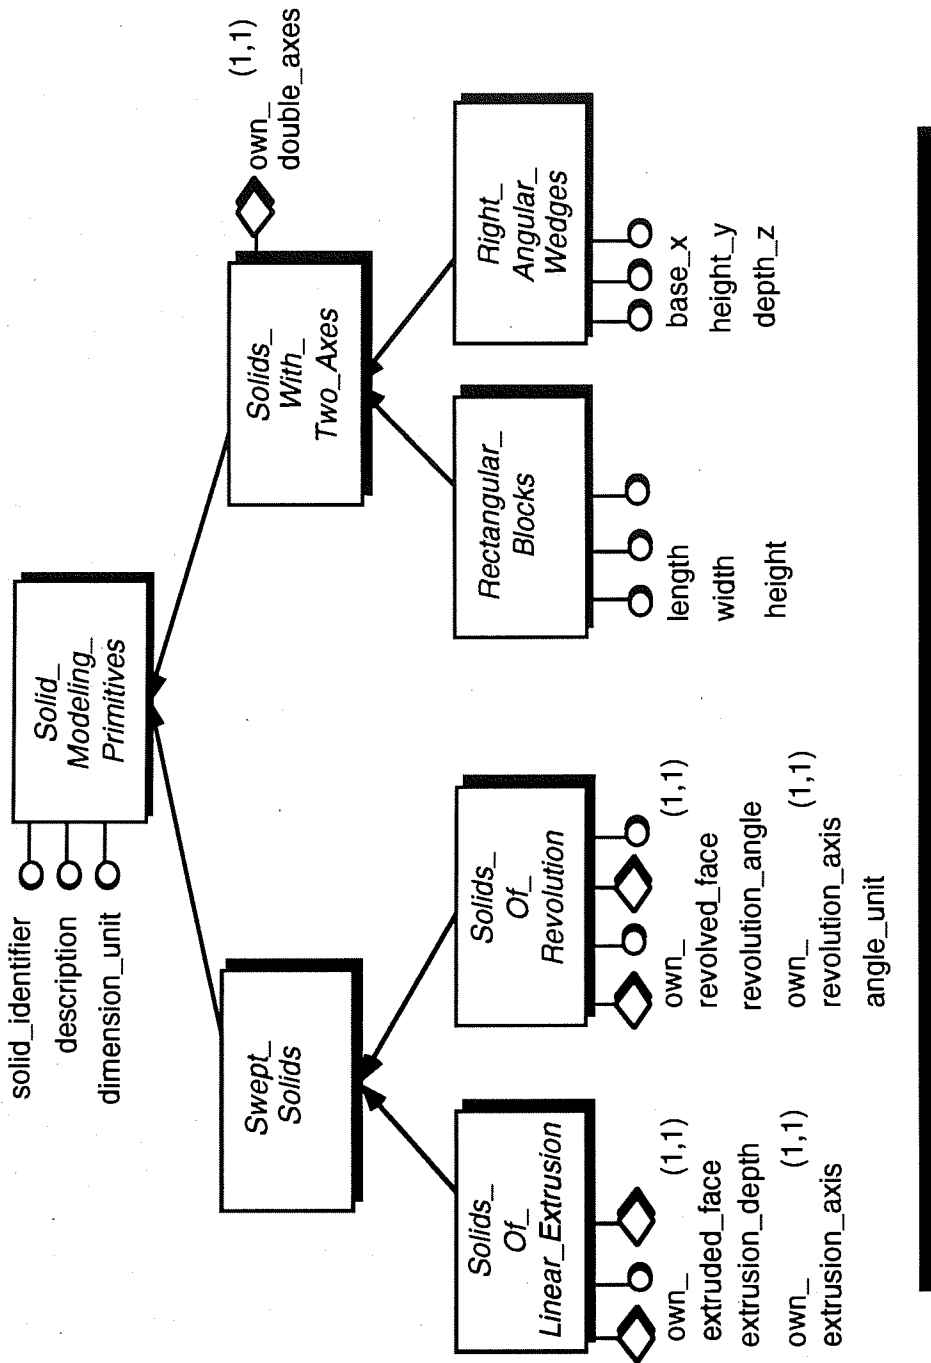 solid_identifier
description
dimension_unit
Solid_
Modeling_
Primitives
Swept_
Solids
Solids_
With_
Two_Axes
own_ (1,1)
double_axes
Solids_
Of_
Linear_Extrusion
own_ (1,1)
extruded_face
extrusion_depth
own_ (1,1)
extrusion_axis
Solids_
Of_
Revolution
own_ (1,1)
revolved_face
revolution_angle
own_ (1,1)
revolution_axis
angle_unit
Rectangular_
Blocks
length
width
height
Right_
Angular_
Wedges
base_x
height_y
depth_z